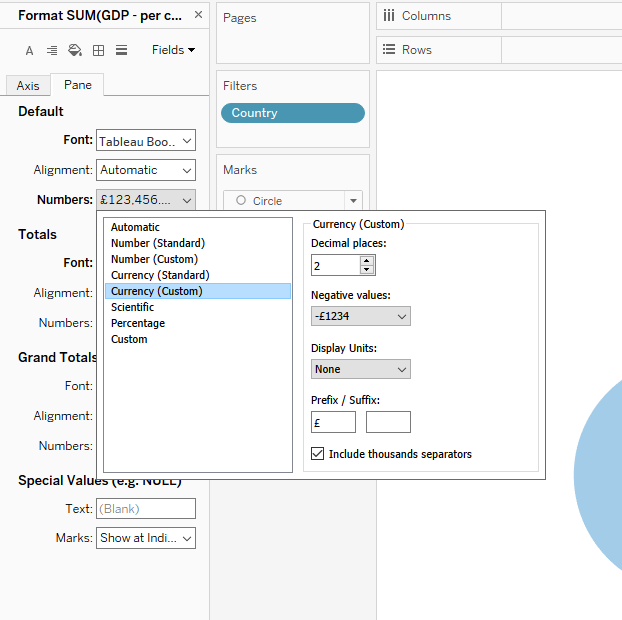 Format SUM(GDP - per c...
Fields
Axis
Pane
Default
Font: Tableau Boo..
Alignment: Automatic
Numbers: £123,456....
Totals
Font:
Alignment:
Numbers:
Grand Totals
Font:
Alignment:
Numbers:
Special Values (e.g. NULL)
Text: (Blank)
Marks: Show at Indi...
Automatic
Number (Standard)
Number (Custom)
Currency (Standard)
Currency (Custom)
Scientific
Percentage
Custom
Currency (Custom)
Decimal places:
2
Negative values:
-£1234
Display Units:
None
Prefix / Suffix:
£
Include thousands separators
Pages
Filters
Country
Marks
Circle
Columns
Rows